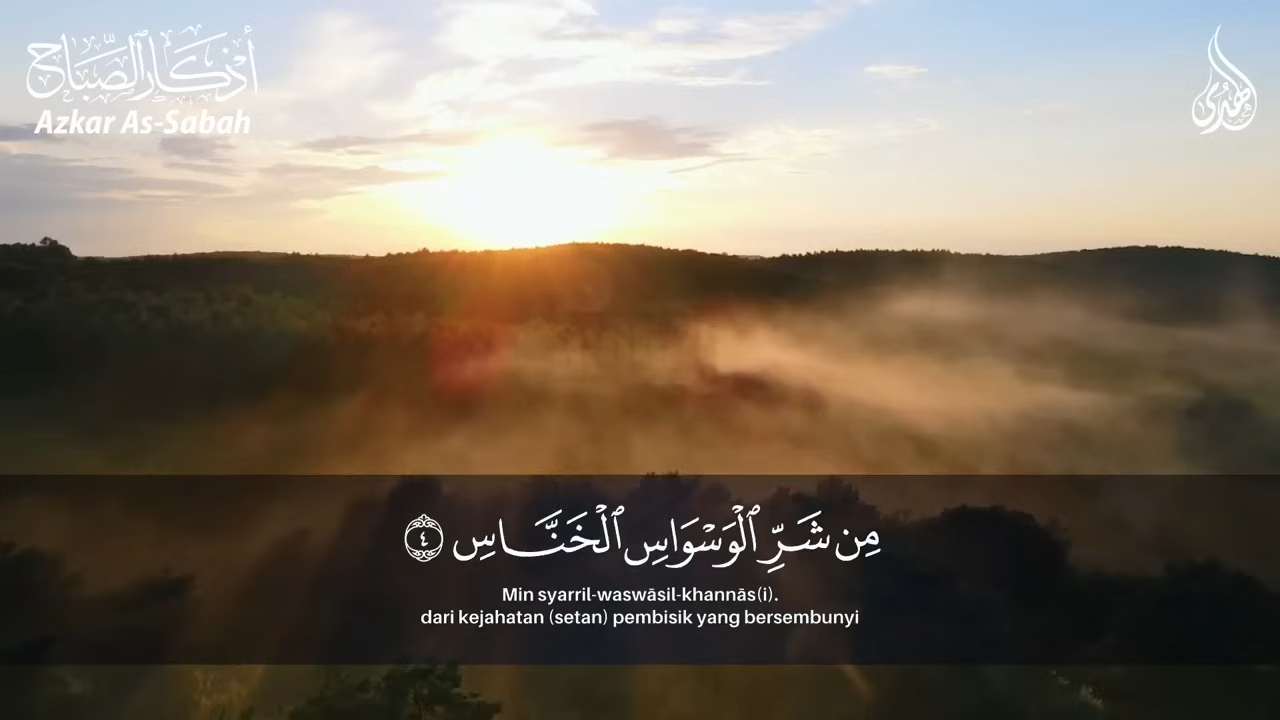 أذكار الصباح
Azkar As-Sabah
الهدى
مِن شَرِّ ٱلْوَسْوَاسِ ٱلْخَنَّاسِ ٤
Min syarril-waswāsil-khannās(i).
dari kejahatan (setan) pembisik yang bersembunyi